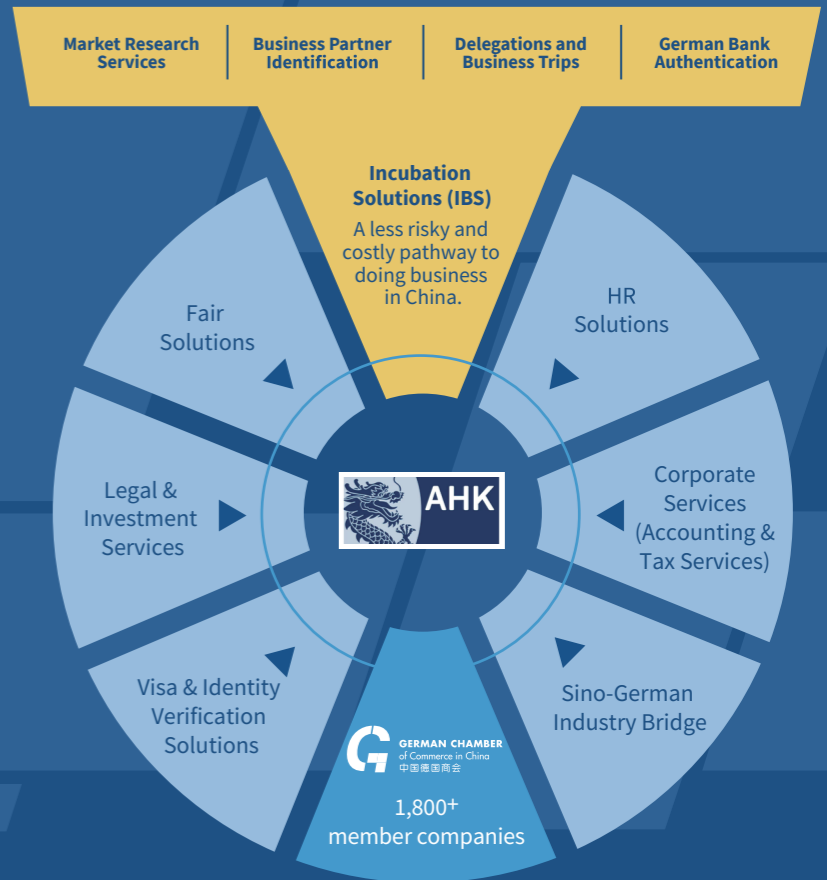 Market Research
Services
Business Partner
Identification
Delegations and
Business Trips
German Bank
Authentication
Incubation
Solutions (IBS)
A less risky and
costly pathway to
doing business
in China.
Fair
Solutions
HR
Solutions
Legal &
Investment
Services
AHK
Corporate
Services
(Accounting &
Tax Services)
Visa & Identity
Verification
Solutions
Sino-German
Industry Bridge
GERMAN CHAMBER
of Commerce in China
中国德国商会
1,800+
member companies